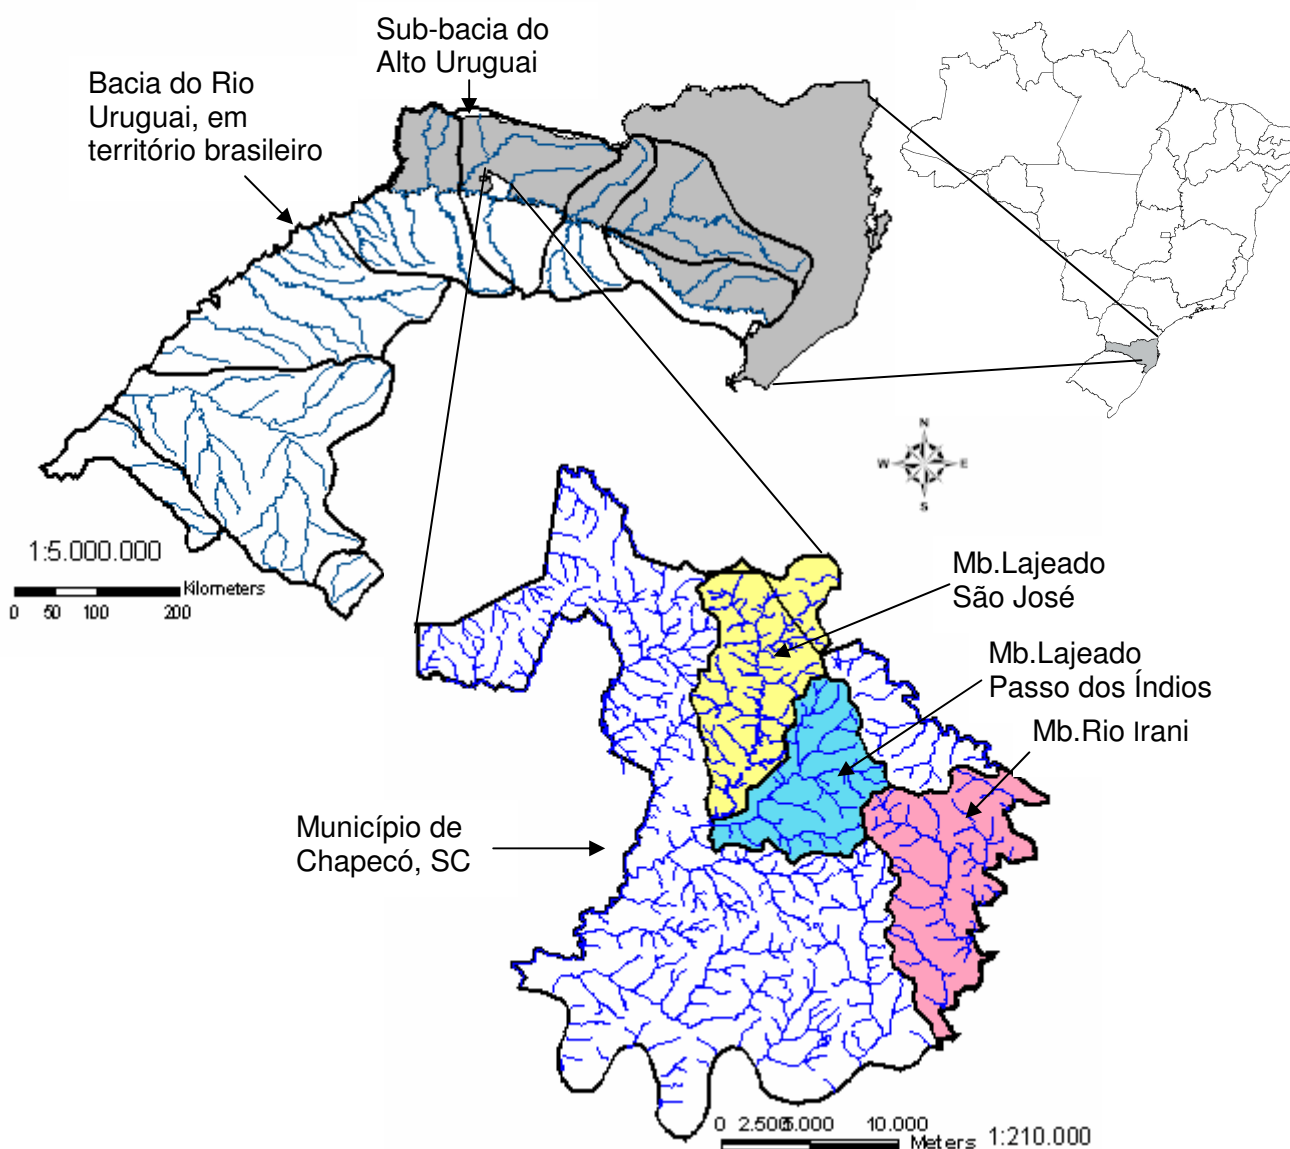 Sub-bacia do
Alto Uruguai
Bacia do Rio
Uruguai, em
território brasileiro
N
W
E
S
1:5.000.000
Kilometers
0 50 100 200
Mb.Lajeado
São José
Mb.Lajeado
Passo dos Índios
Mb.Rio Irani
Município de
Chapecó, SC
0 2.500 5.000 10.000
Meters
1:210.000